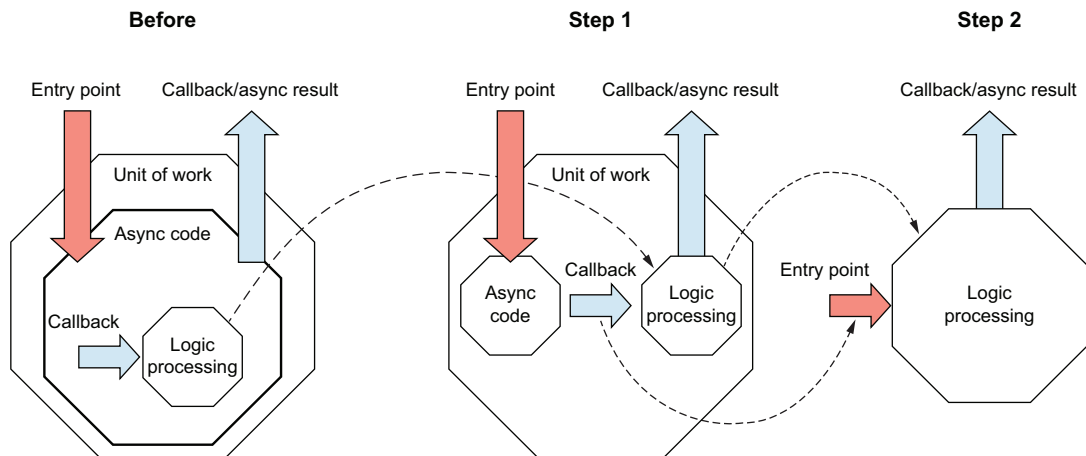 Before
Entry point
Callback/async result
Unit of work
Async code
Callback
Logic
processing
Step 1
Entry point
Callback/async result
Unit of work
Async
code
Callback
Logic
processing
Step 2
Callback/async result
Entry point
Logic
processing